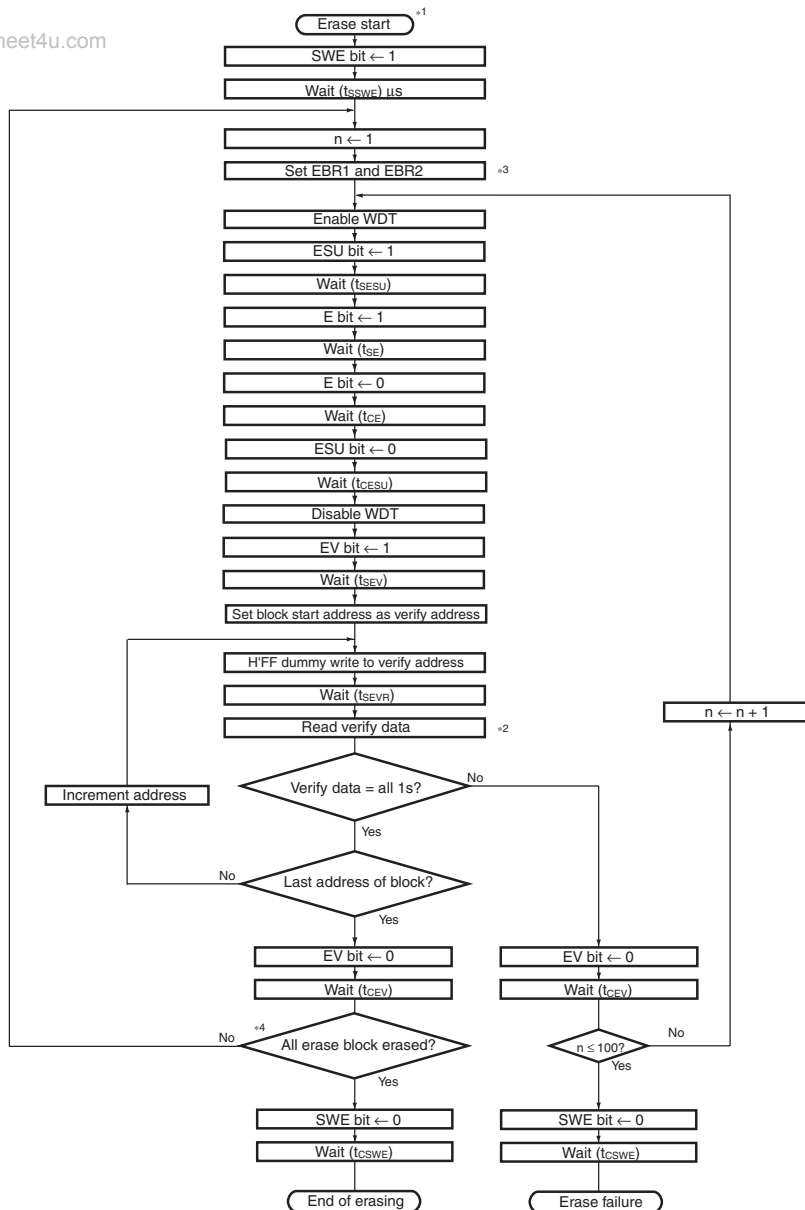 Erase start
*1
heet4u.com
SWE bit ← 1
Wait (tSSWE) μs
n ← 1
Set EBR1 and EBR2
*3
Enable WDT
ESU bit ← 1
Wait (tSESU)
E bit ← 1
Wait (tSE)
E bit ← 0
Wait (tCE)
ESU bit ← 0
Wait (tCESU)
Disable WDT
EV bit ← 1
Wait (tSEV)
Set block start address as verify address
H'FF dummy write to verify address
Wait (tSEVR)
Read verify data
*2
n ← n + 1
Increment address
Verify data = all 1s?
No
Yes
No
Last address of block?
Yes
EV bit ← 0
Wait (tCEV)
EV bit ← 0
Wait (tCEV)
No
*4
All erase block erased?
Yes
n ≤ 100?
No
Yes
SWE bit ← 0
Wait (tCSWE)
SWE bit ← 0
Wait (tCSWE)
End of erasing
Erase failure